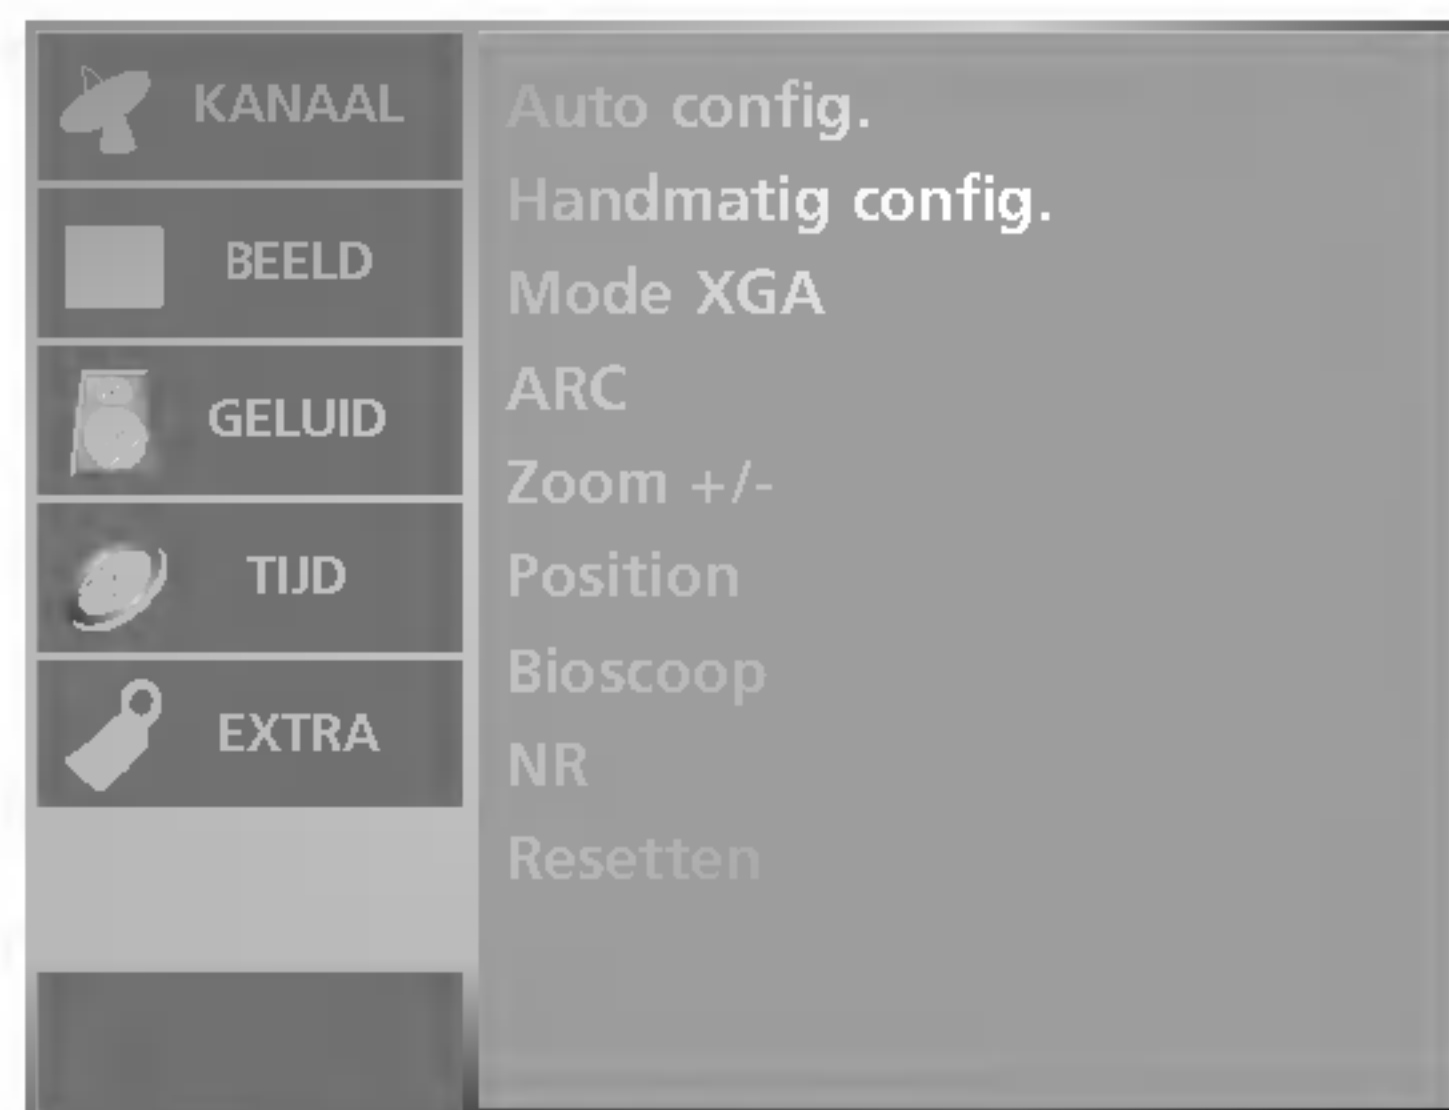 KANAAL
BEELD
GELUID
TIJD
EXTRA
Auto config.
Handmatig config.
Mode XGA
ARC
Zoom +/-
Position
Bioscoop
NR
Resetten